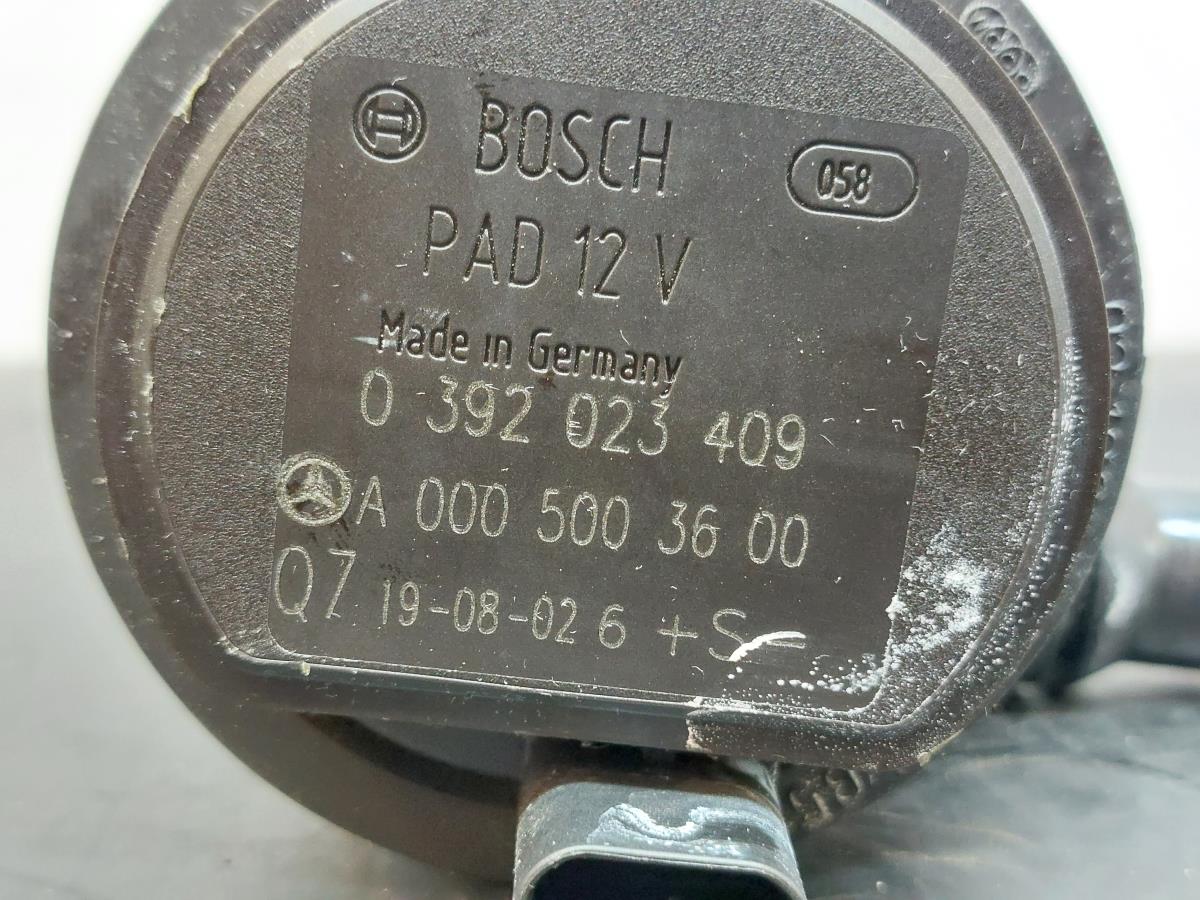 BOSCH
058
PAD 12 V
Made in Germany
0 392 023 409
A 000 500 36 00
Q7 19-08-02 6 +S-